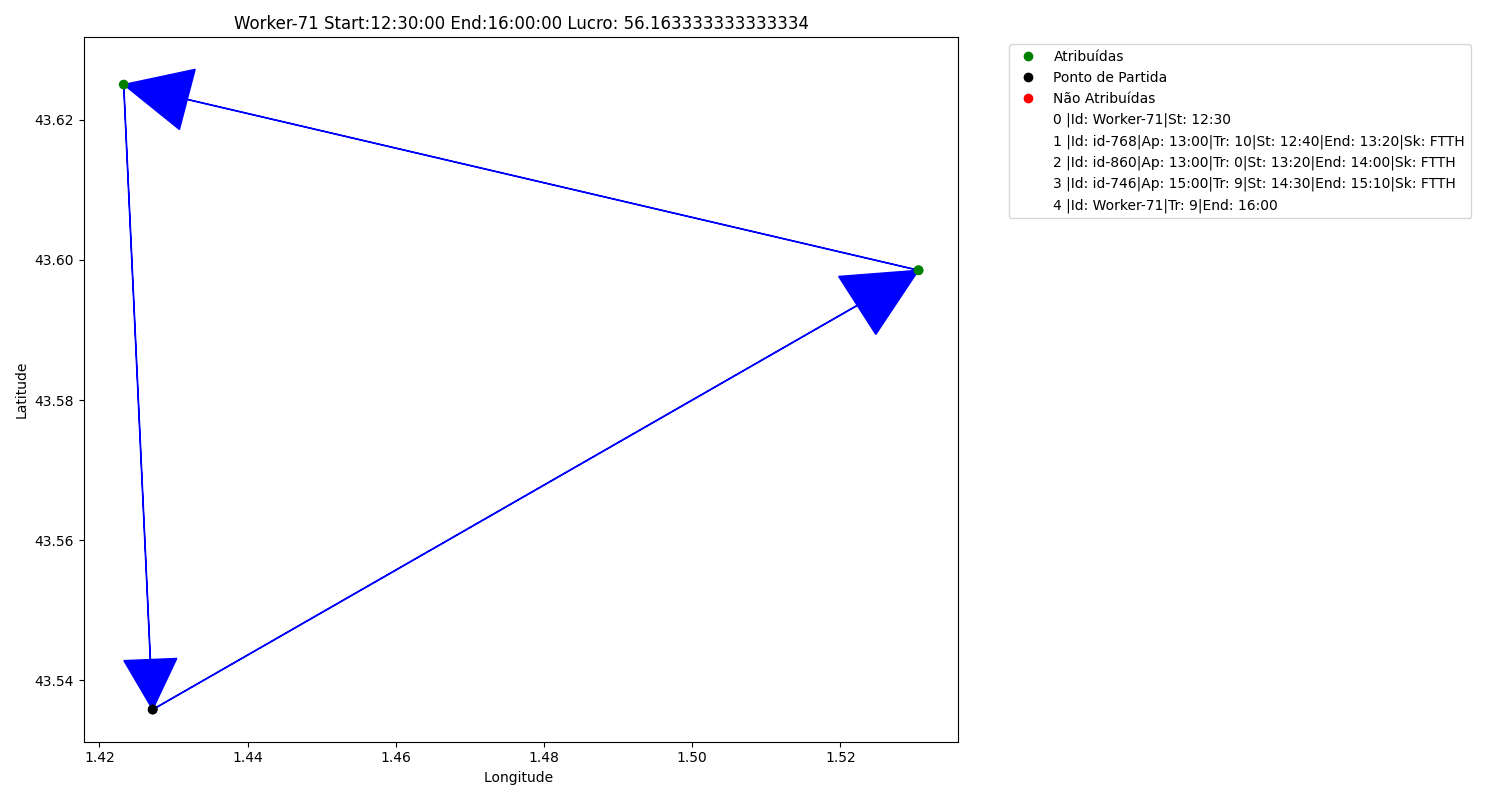 Worker-71 Start:12:30:00 End:16:00:00 Lucro: 56.163333333333334
Atribuídas
Ponto de Partida
Não Atribuídas
0 |Id: Worker-71|St: 12:30
1 |Id: id-768|Ap: 13:00|Tr: 10|St: 12:40|End: 13:20|Sk: FTTH
2 |Id: id-860|Ap: 13:00|Tr: 0|St: 13:20|End: 14:00|Sk: FTTH
3 |Id: id-746|Ap: 15:00|Tr: 9|St: 14:30|End: 15:10|Sk: FTTH
4 |Id: Worker-71|Tr: 9|End: 16:00
Latitude
43.62
43.60
43.58
43.56
43.54
1.42 1.44 1.46 1.48 1.50 1.52
Longitude